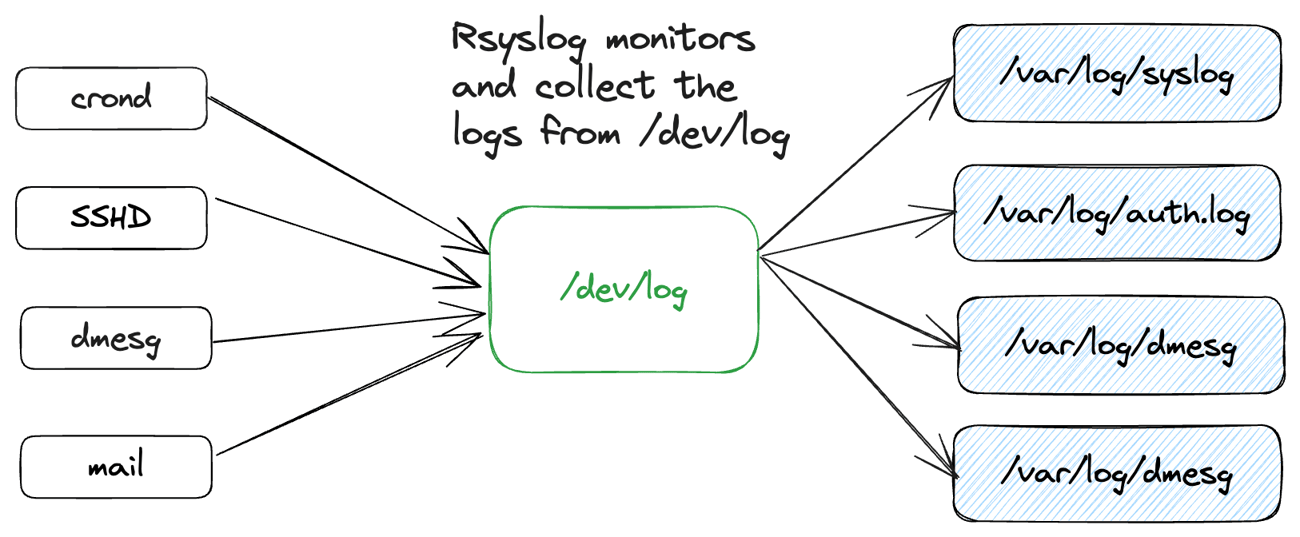 Rsyslog monitors
and collect the
logs from /dev/log
crond
SSHD
dmesg
mail
/dev/log
/var/log/syslog
/var/log/auth.log
/var/log/dmesg
/var/log/dmesg